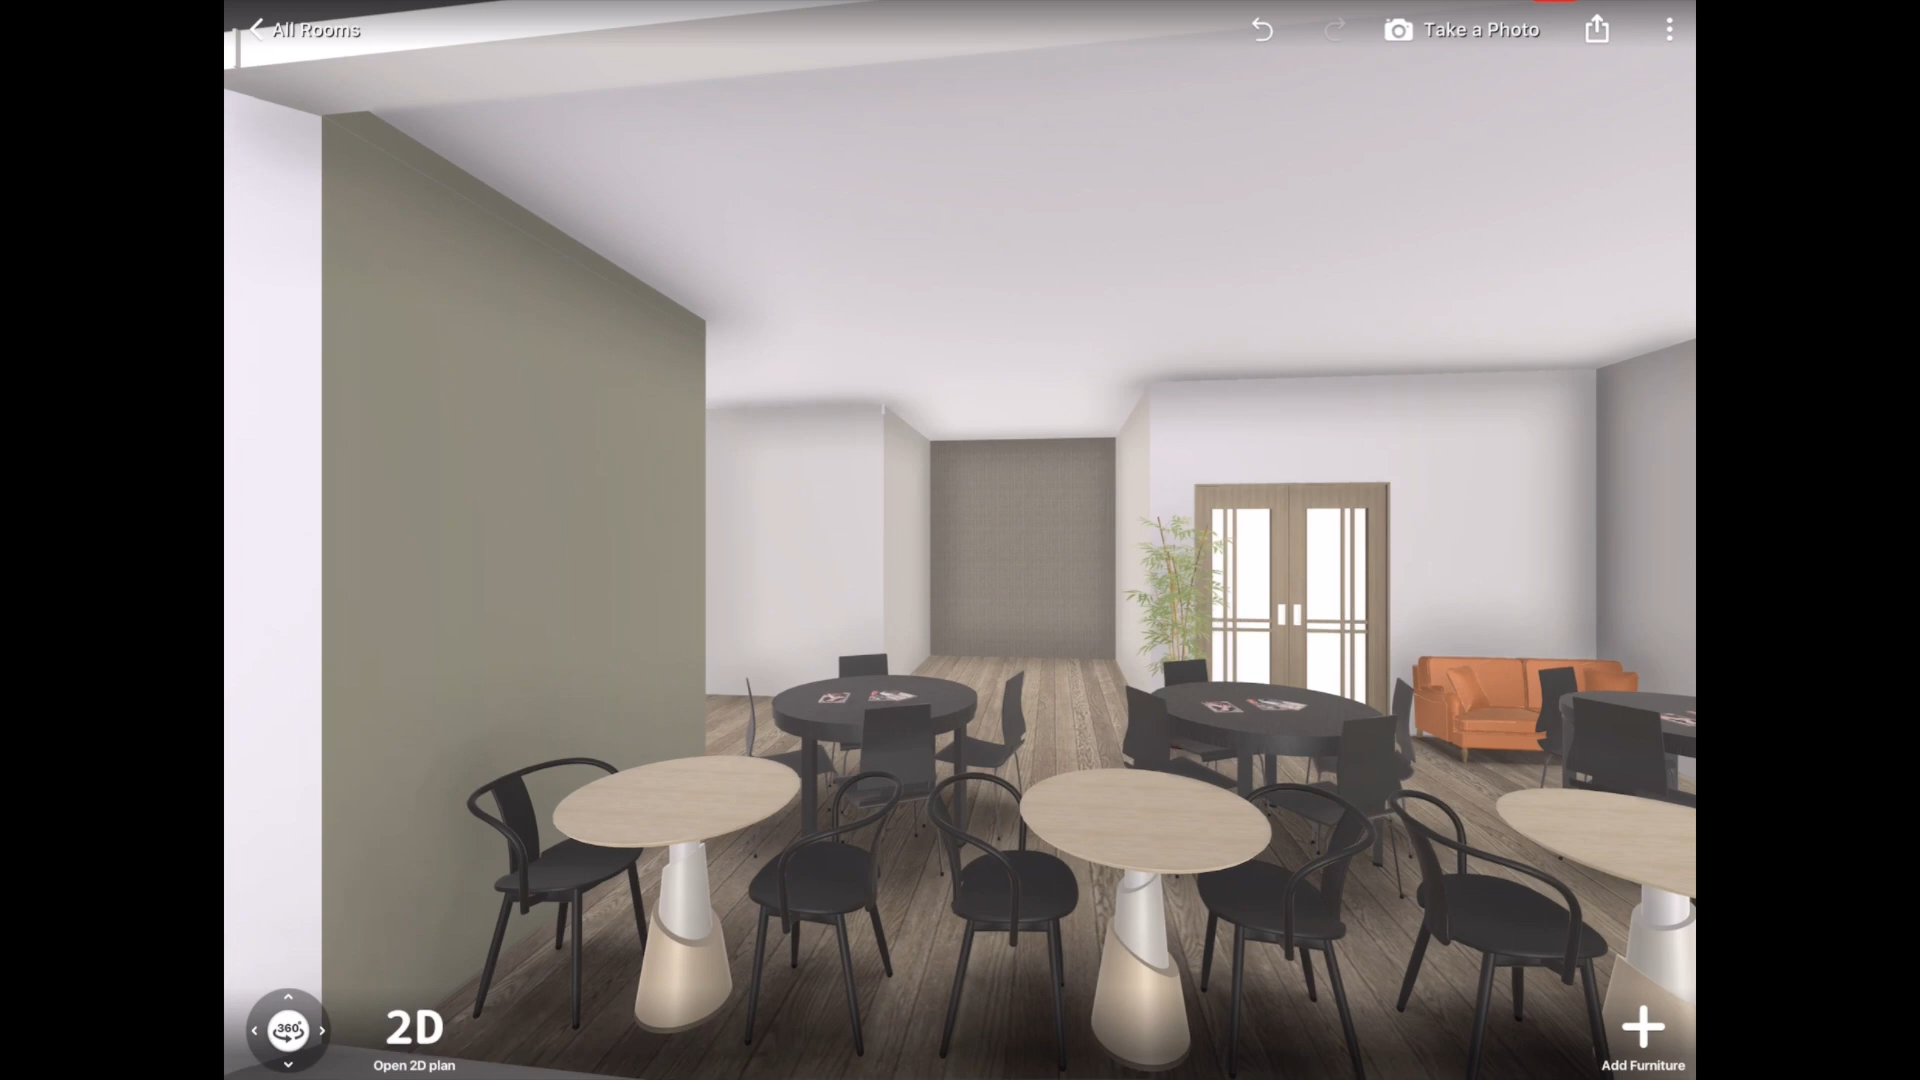 All Rooms
Take a Photo
360°
2D
Open 2D plan
Add Furniture